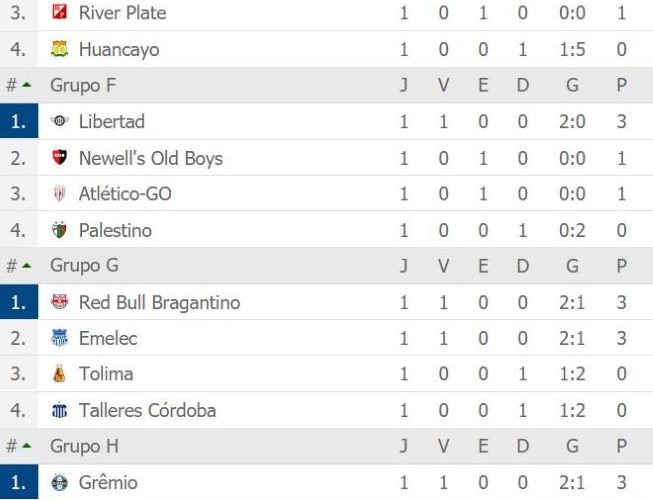 3. River Plate 1 0 1 0 0:0 1
4. Huancayo 1 0 0 1 1:5 0
# Grupo F J V E D G P
1. Libertad 1 1 0 0 2:0 3
2. Newell's Old Boys 1 0 1 0 0:0 1
3. Atlético-GO 1 0 1 0 0:0 1
4. Palestino 1 0 0 1 0:2 0
# Grupo G J V E D G P
1. Red Bull Bragantino 1 1 0 0 2:1 3
2. Emelec 1 1 0 0 2:1 3
3. Tolima 1 0 0 1 1:2 0
4. Talleres Córdoba 1 0 0 1 1:2 0
# Grupo H J V E D G P
1. Grêmio 1 1 0 0 2:1 3